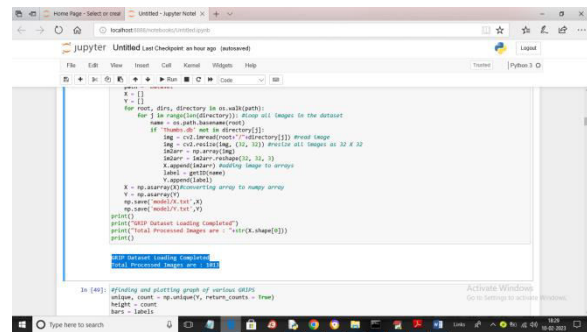 Home Page - Select or creat
Untitled - Jupyter Notel
localhost:8888/notebooks/Untitled.ipynb
jupyter Untitled Last Checkpoint: an hour ago (autosaved)
Logout
File Edit View Insert Cell Kernel Widgets Help
Trusted Python 3
Run Code
X = []
Y = []
for root, dirs, directory in os.walk(path):
for j in range(len(directory)): #loop all images in the dataset
name = os.path.basename(root)
if 'Thumbs.db' not in directory[j]:
img = cv2.imread(root+"/"+directory[j]) #read image
img = cv2.resize(img, (32, 32)) #resize all images as 32 X 32
im2arr = np.array(img)
im2arr = im2arr.reshape(32, 32, 3)
X.append(im2arr) #adding image to arrays
label = getID(name)
Y.append(label)
X = np.asarray(X)#converting array to numpy array
Y = np.asarray(Y)
np.save('model/X.txt',X)
np.save('model/Y.txt',Y)
print()
print("GRIP Dataset Loading Completed")
print("Total Processed Images are : "+str(X.shape[0]))
print()
GRIP Dataset Loading Completed
Total Processed Images are : 1013
In [49]: #finding and plotting graph of various GRIPS
unique, count = np.unique(Y, return_counts = True)
height = count
bars = labels
Activate Windows
Go to Settings to activate Windows.
Type here to search
Links
18:29
10-02-2023